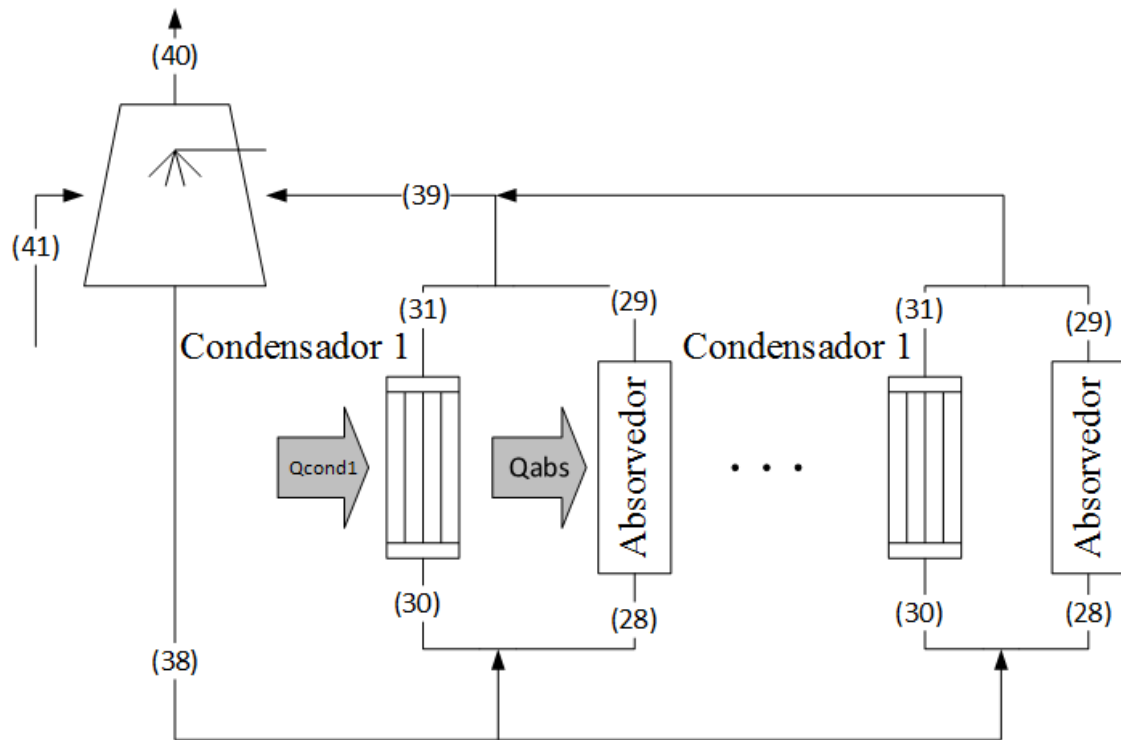 (40)
(39)
(41)
(31)
(29)
(31)
(29)
Condensador 1
Condensador 1
Qcond1
Qabs
Absorvedor
Absorvedor
(30)
(28)
(30)
(28)
(38)